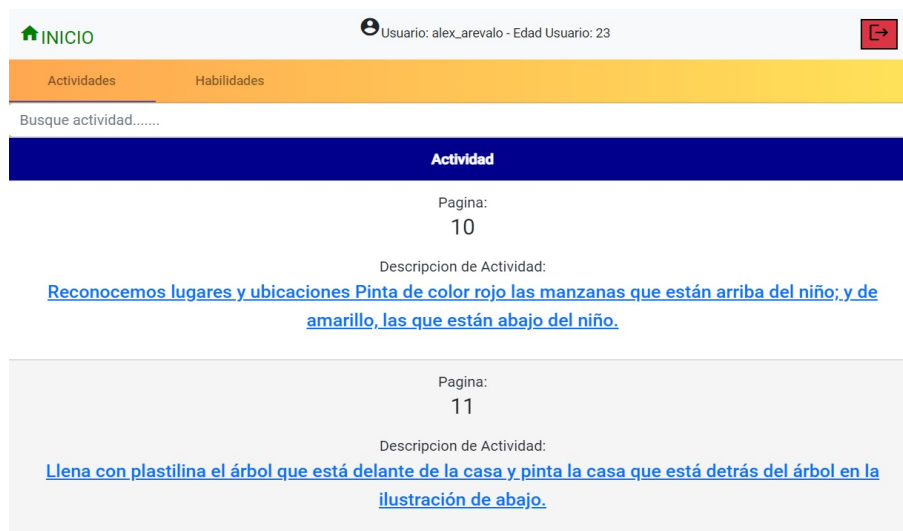 INICIO
Usuario: alex_arevalo - Edad Usuario: 23
Actividades Habilidades
Busque actividad.......
Actividad
Pagina:
10
Descripcion de Actividad:
Reconocemos lugares y ubicaciones Pinta de color rojo las manzanas que están arriba del niño; y de
amarillo, las que están abajo del niño.
Pagina:
11
Descripcion de Actividad:
Llena con plastilina el árbol que está delante de la casa y pinta la casa que está detrás del árbol en la
ilustración de abajo.